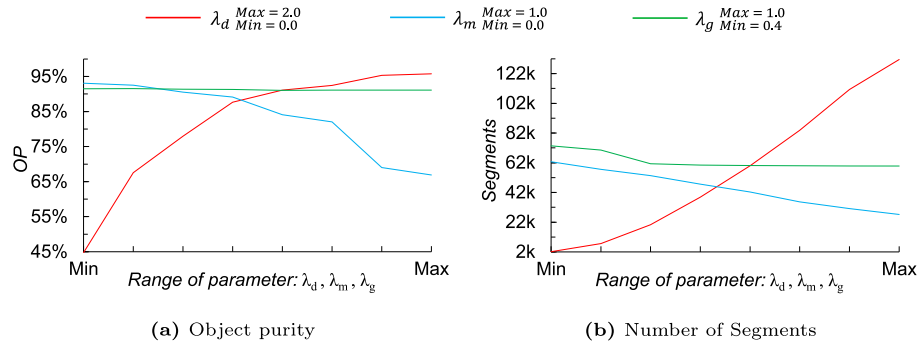 λd Max = 2.0 Min = 0.0
λm Max = 1.0 Min = 0.0
λg Max = 1.0 Min = 0.4
OP
95%
85%
75%
65%
55%
45%
Min
Max
Range of parameter: λd , λm , λg
(a) Object purity
Segments
122k
102k
82k
62k
42k
22k
2k
Min
Max
Range of parameter: λd , λm , λg
(b) Number of Segments